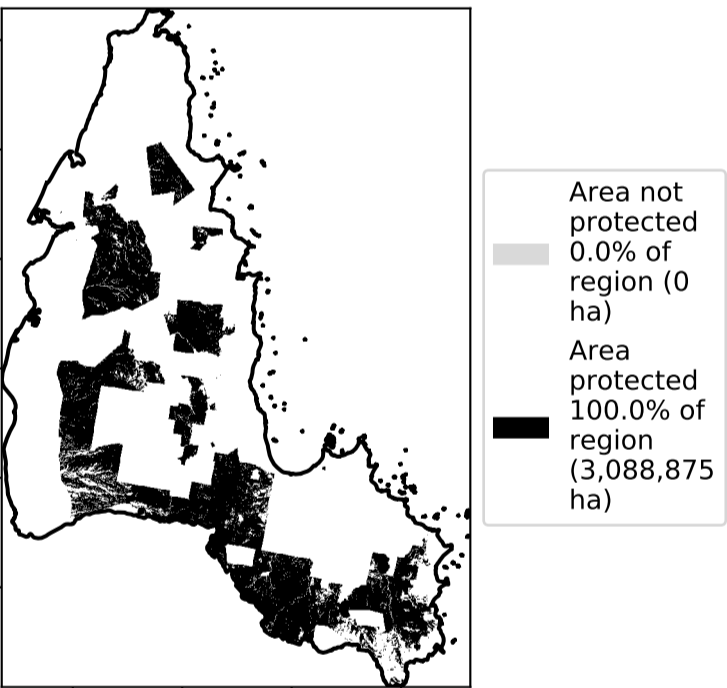 Area not
protected
0.0% of
region (0
ha)
Area
protected
100.0% of
region
(3,088,875
ha)